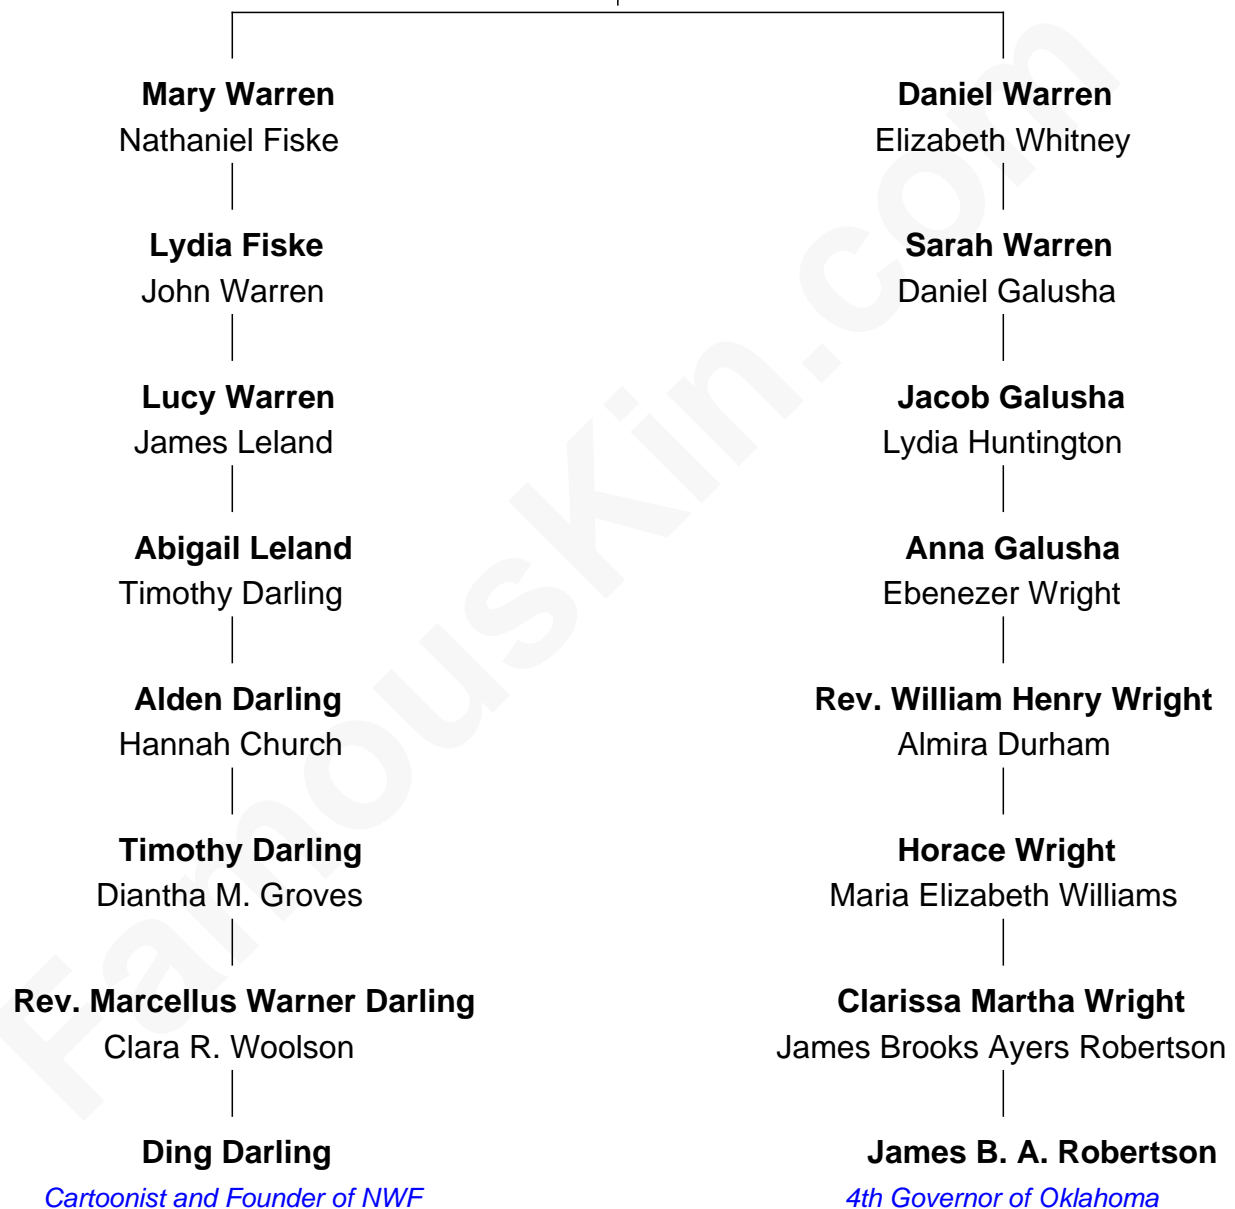 Mary Warren
Nathaniel Fiske
Lydia Fiske
John Warren
Lucy Warren
James Leland
Abigail Leland
Timothy Darling
Alden Darling
Hannah Church
Timothy Darling
Diantha M. Groves
Rev. Marcellus Warner Darling
Clara R. Woolson
Ding Darling
Cartoonist and Founder of NWF
Daniel Warren
Elizabeth Whitney
Sarah Warren
Daniel Galusha
Jacob Galusha
Lydia Huntington
Anna Galusha
Ebenezer Wright
Rev. William Henry Wright
Almira Durham
Horace Wright
Maria Elizabeth Williams
Clarissa Martha Wright
James Brooks Ayers Robertson
James B. A. Robertson
4th Governor of Oklahoma
FamousKin.com